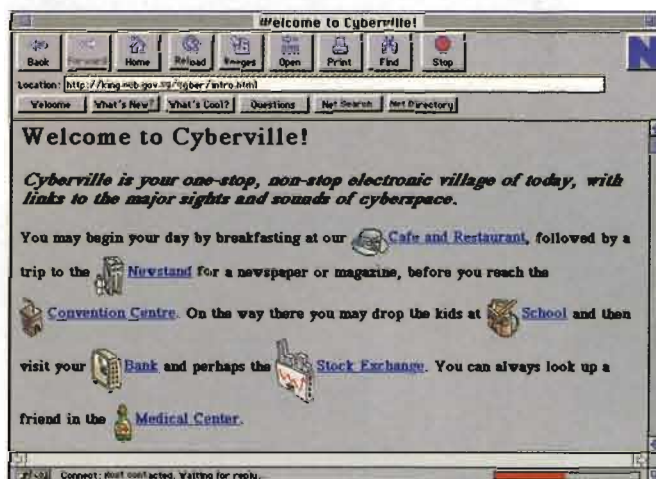 Welcome to Cyberville!
Back Forward Home Reload Images Open Print Find Stop
N
Location:
Welcome What's New? What's Cool? Questions Net Search Net Directory
Welcome to Cyberville!
Cyberville is your one-stop, non-stop electronic village of today, with
links to the major sights and sounds of cyberspace.
You may begin your day by breakfasting at our Cafe and Restaurant, followed by a
trip to the Newstand for a newspaper or magazine, before you reach the
Convention Centre. On the way there you may drop the kids at School and then
visit your Bank and perhaps the Stock Exchange. You can always look up a
friend in the Medical Center.
Connect: Host contacted. Waiting for reply.